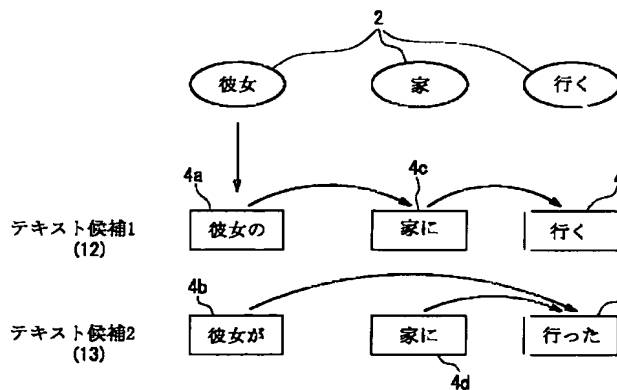 2
彼女 家 行く
4a 4c 4
テキスト候補1 彼女の 家に 行く
(12)
4b
テキスト候補2 彼女が 家に 行った
(13)
4d